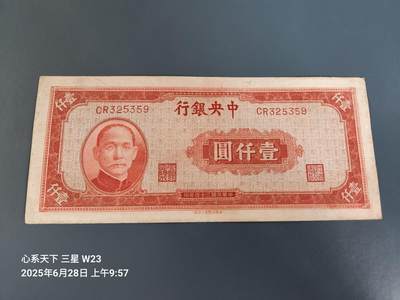 壹仟 壹仟
CR325359 中央銀行 CR325359
壹仟圓
壹仟 壹仟
心系天下 三星 W23
2025年6月28日 上午9:57